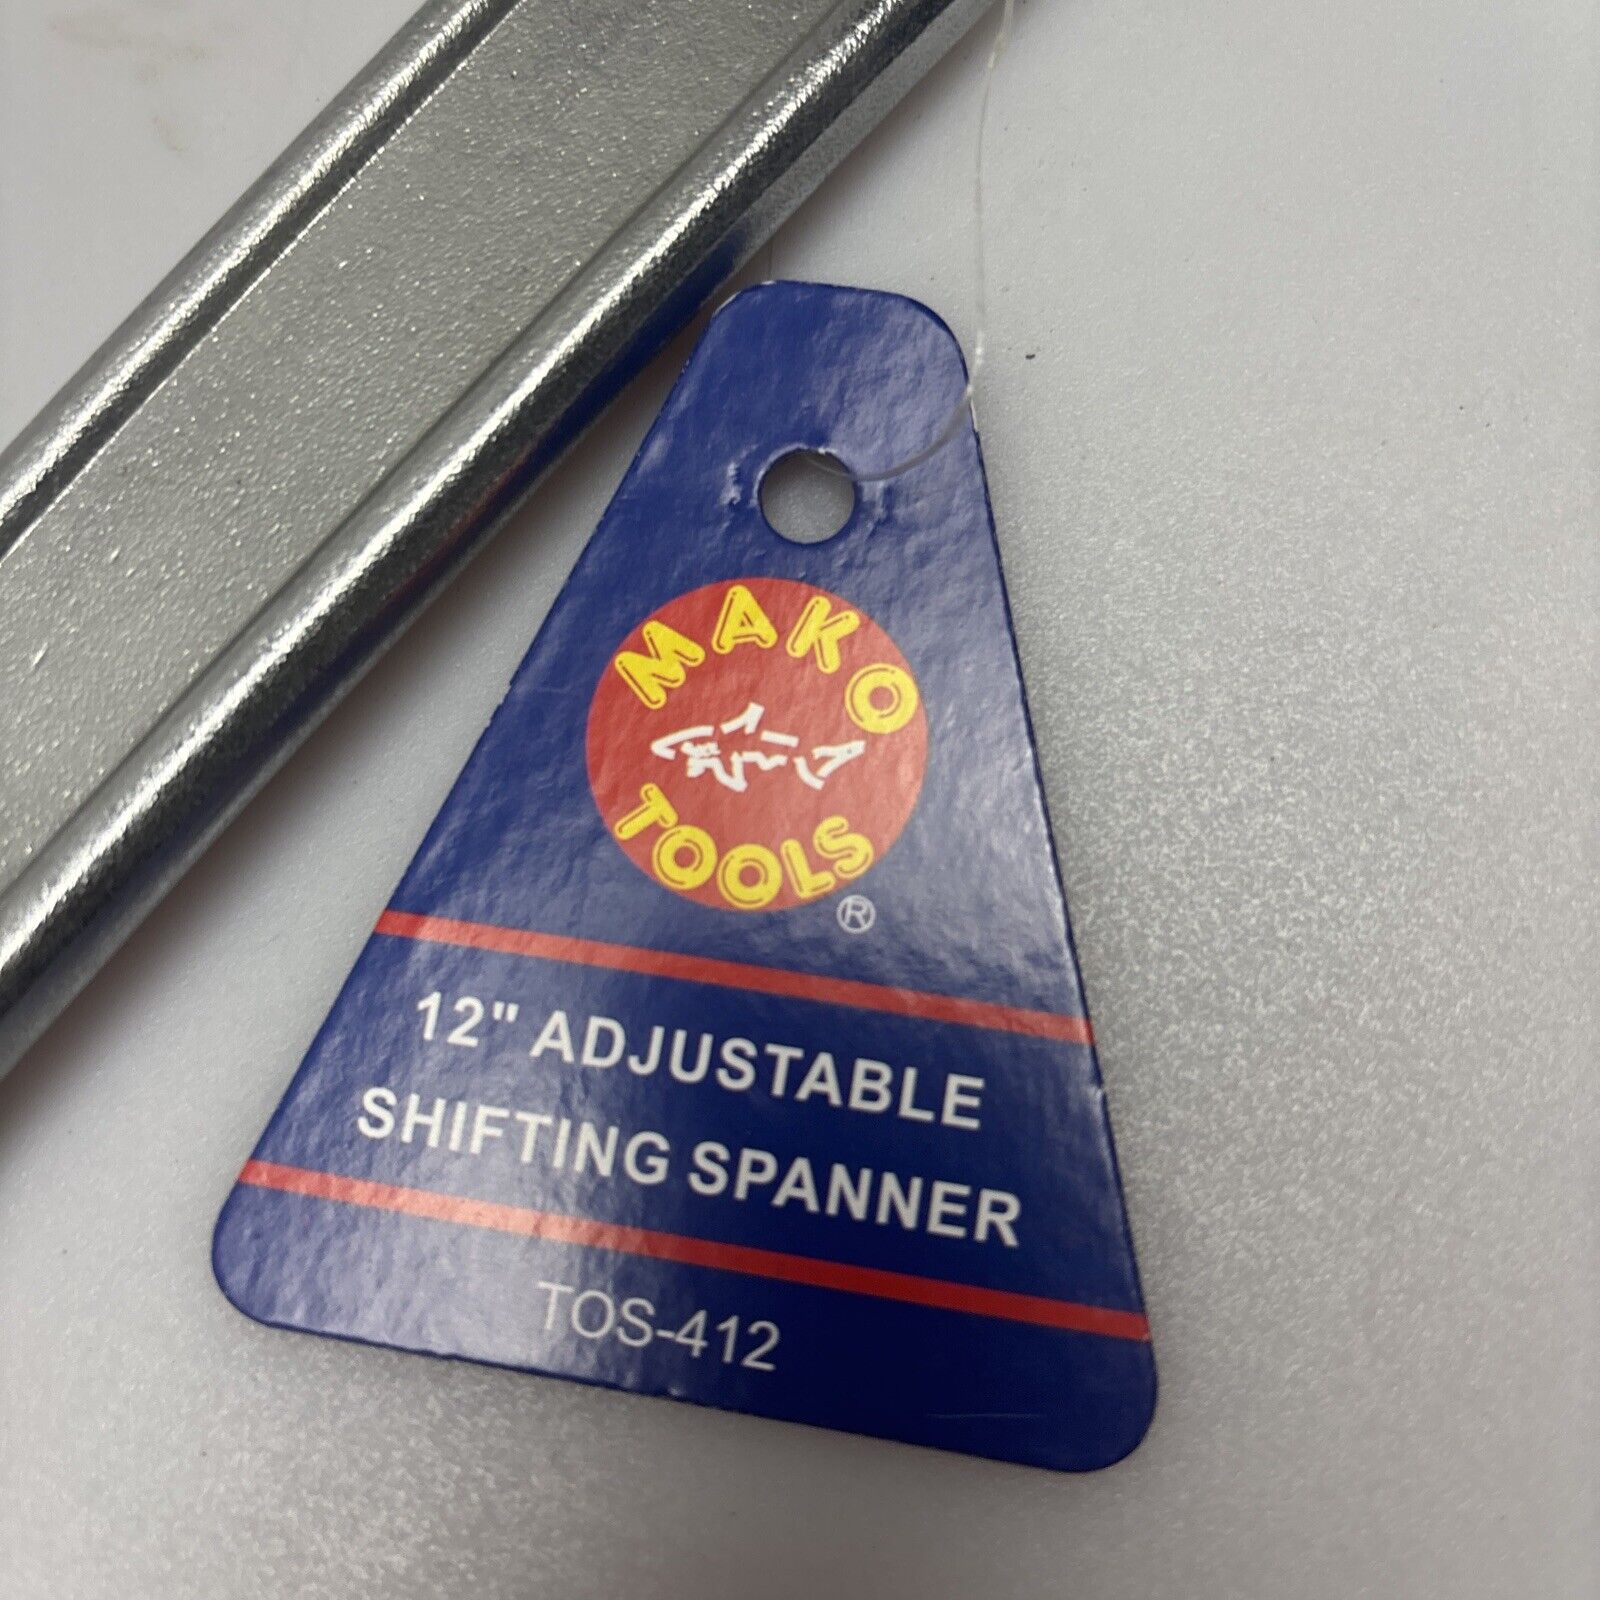 MAKO
TOOLS
®
12" ADJUSTABLE
SHIFTING SPANNER
TOS-412